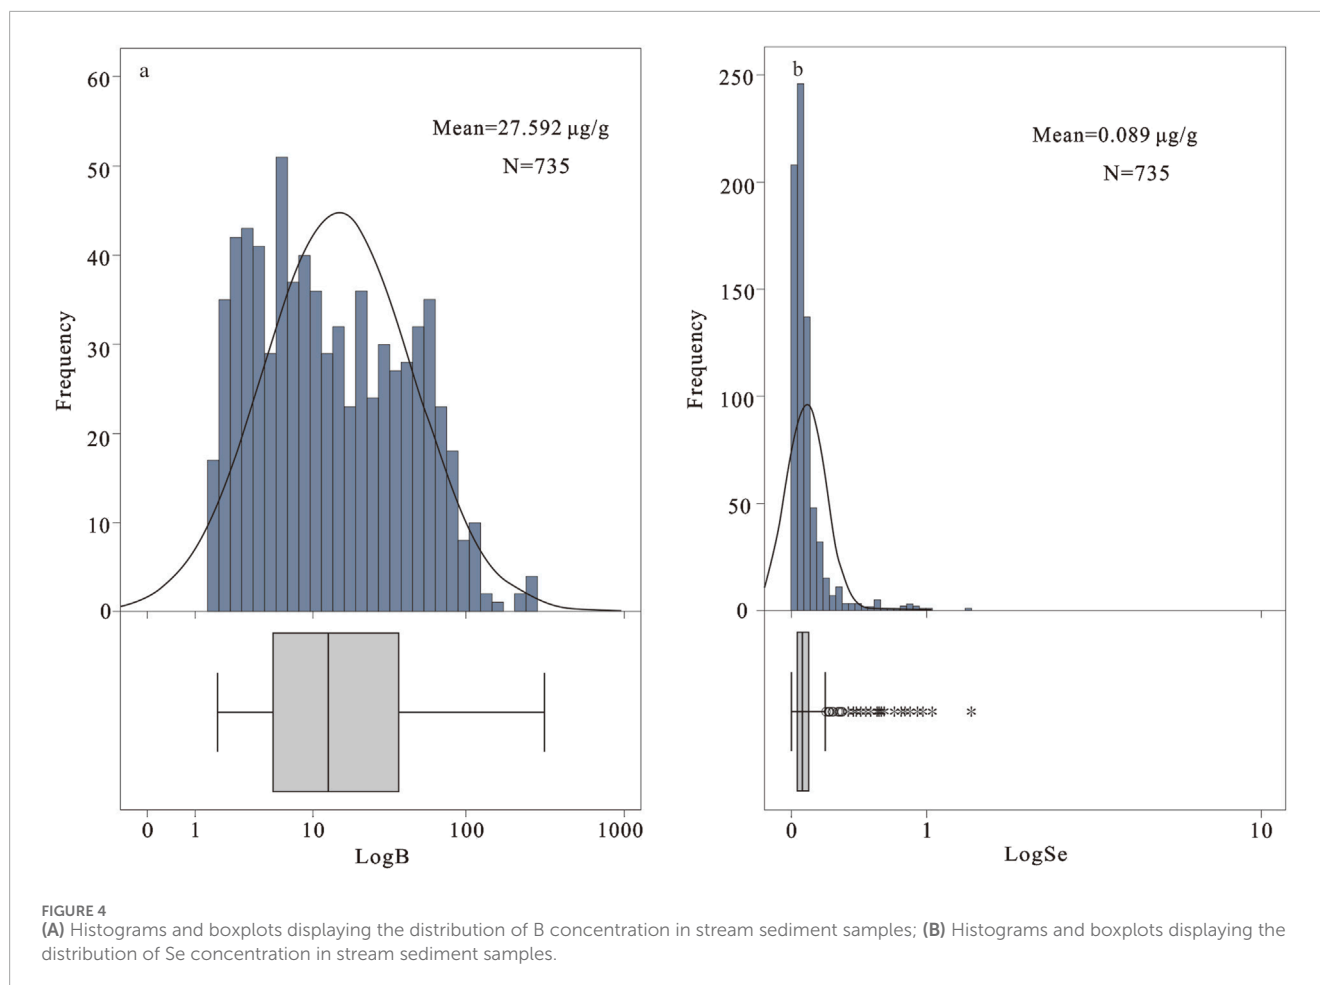 a
Mean=27.592 μg/g
N=735
60
50
40
30
20
10
0
Frequency
0 1 10 100 1000
LogB
b
Mean=0.089 μg/g
N=735
250
200
150
100
50
0
Frequency
0 1 10
LogSe
FIGURE 4
(A) Histograms and boxplots displaying the distribution of B concentration in stream sediment samples; (B) Histograms and boxplots displaying the
distribution of Se concentration in stream sediment samples.